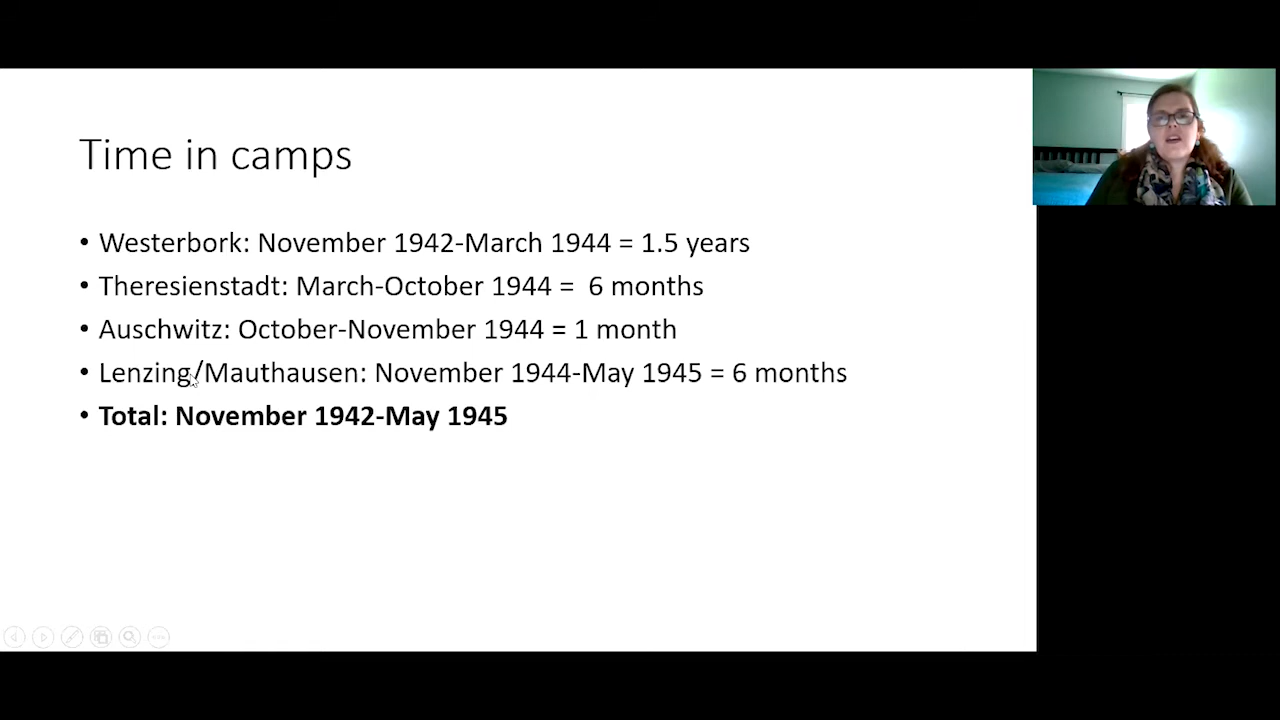 Time in camps
• Westerbork: November 1942-March 1944 = 1.5 years
• Theresienstadt: March-October 1944 =  6 months
• Auschwitz: October-November 1944 = 1 month
• Lenzing/Mauthausen: November 1944-May 1945 = 6 months
• Total: November 1942-May 1945